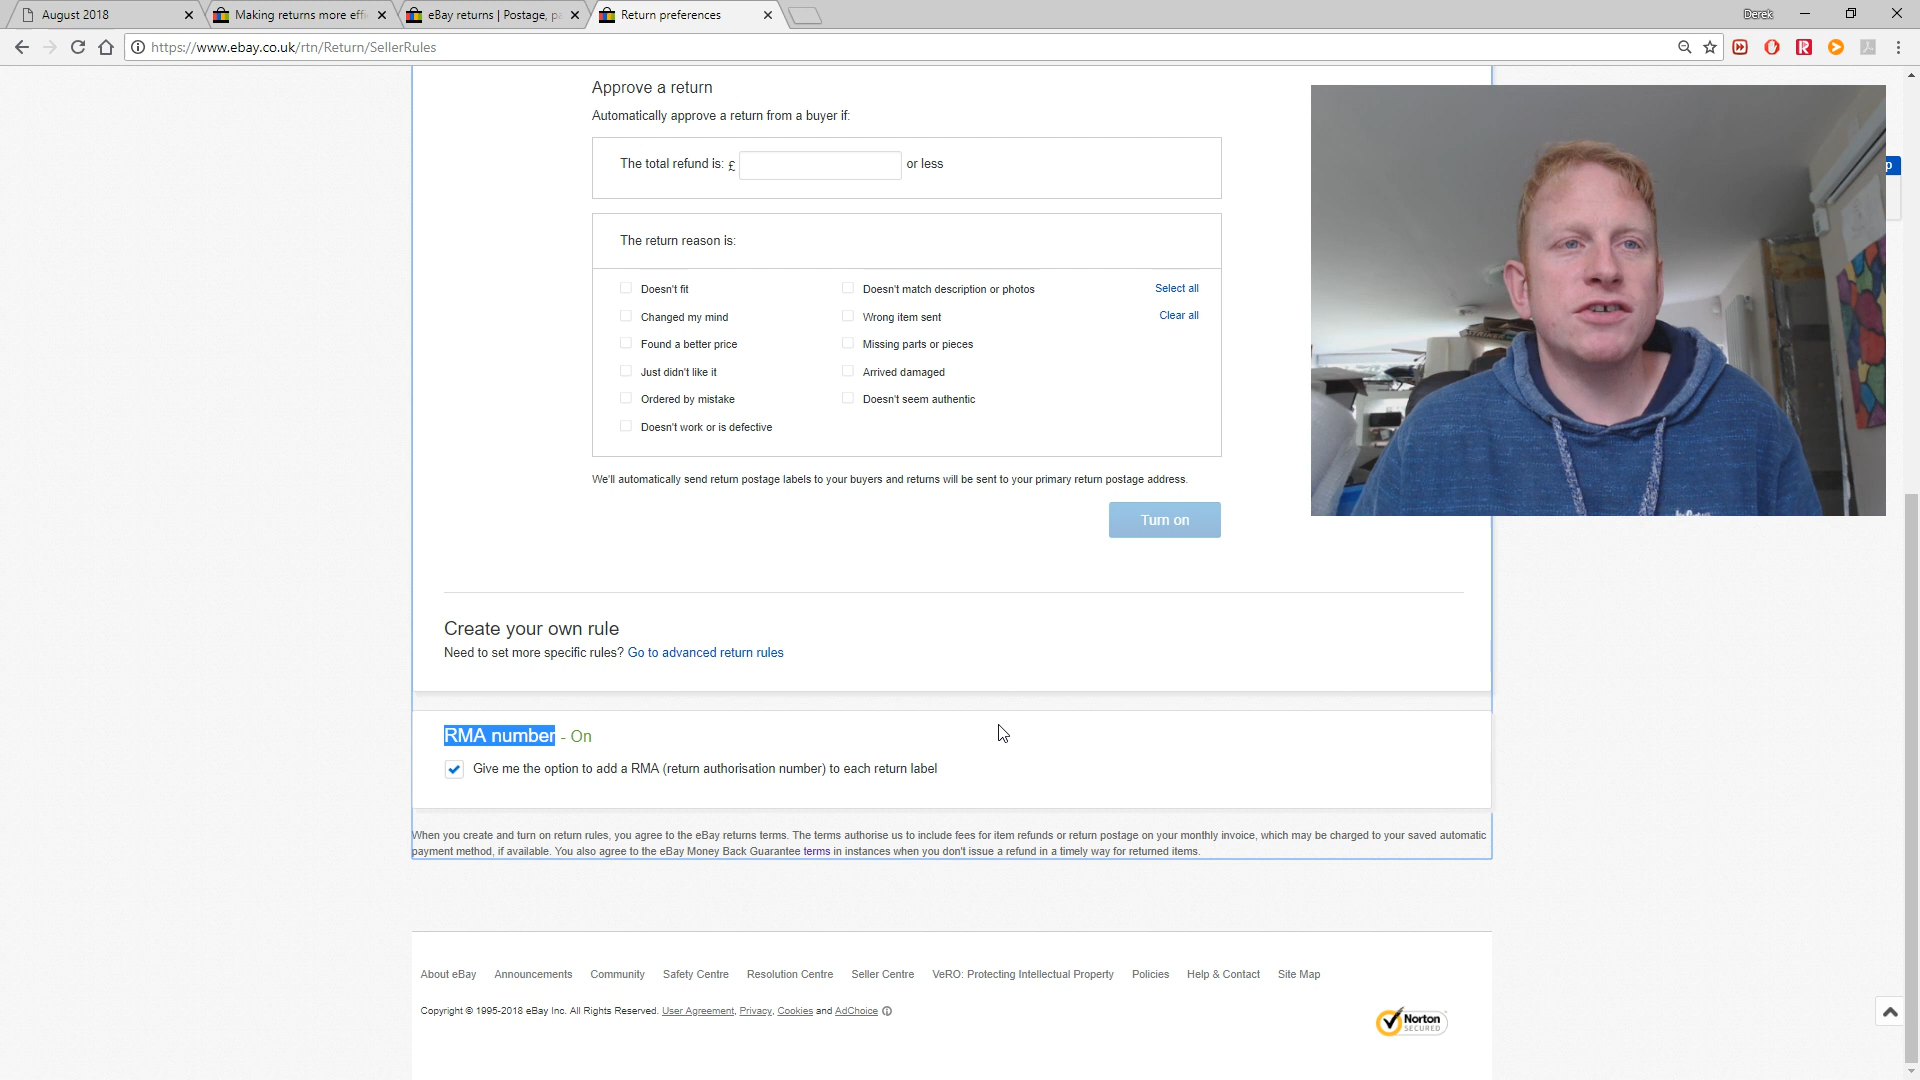 August 2018
Making returns more effi
eBay returns | Postage, pa
Return preferences
Derek
https://www.ebay.co.uk/rtn/Return/SellerRules
Approve a return
Automatically approve a return from a buyer if:
The total refund is: £ or less
The return reason is:
Doesn't fit
Doesn't match description or photos
Select all
Changed my mind
Wrong item sent
Clear all
Found a better price
Missing parts or pieces
Just didn't like it
Arrived damaged
Ordered by mistake
Doesn't seem authentic
Doesn't work or is defective
We'll automatically send return postage labels to your buyers and returns will be sent to your primary return postage address.
Turn on
Create your own rule
Need to set more specific rules? Go to advanced return rules
RMA number - On
Give me the option to add a RMA (return authorisation number) to each return label
When you create and turn on return rules, you agree to the eBay returns terms. The terms authorise us to include fees for item refunds or return postage on your monthly invoice, which may be charged to your saved automatic
payment method, if available. You also agree to the eBay Money Back Guarantee terms in instances when you don't issue a refund in a timely way for returned items.
About eBay Announcements Community Safety Centre Resolution Centre Seller Centre VeRO: Protecting Intellectual Property Policies Help & Contact Site Map
Copyright © 1995-2018 eBay Inc. All Rights Reserved. User Agreement, Privacy, Cookies and AdChoice
Norton
SECURED